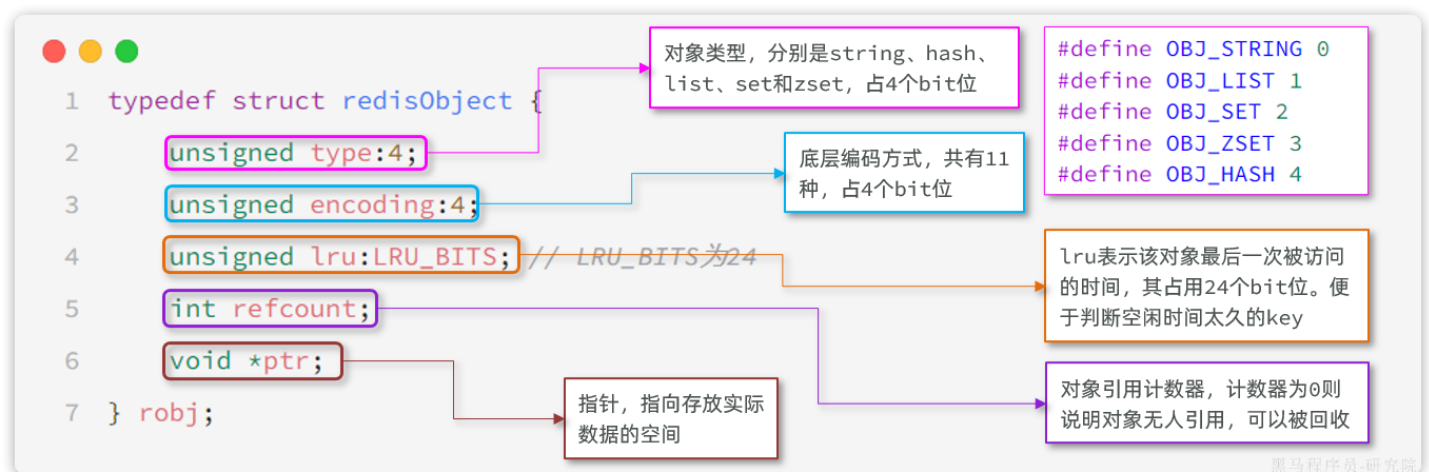 1 typedef struct redisObject {
2 unsigned type:4;
3 unsigned encoding:4;
4 unsigned lru:LRU_BITS; // LRU_BITS为24
5 int refcount;
6 void *ptr;
7 } robj;
对象类型，分别是string、hash、
list、set和zset，占4个bit位
#define OBJ_STRING 0
#define OBJ_LIST 1
#define OBJ_SET 2
#define OBJ_ZSET 3
#define OBJ_HASH 4
底层编码方式，共有11
种，占4个bit位
lru表示该对象最后一次被访问
的时间，其占用24个bit位。便
于判断空闲时间太久的key
对象引用计数器，计数器为0则
说明对象无人引用，可以被回收
指针，指向存放实际
数据的空间
黑马程序员-研究院